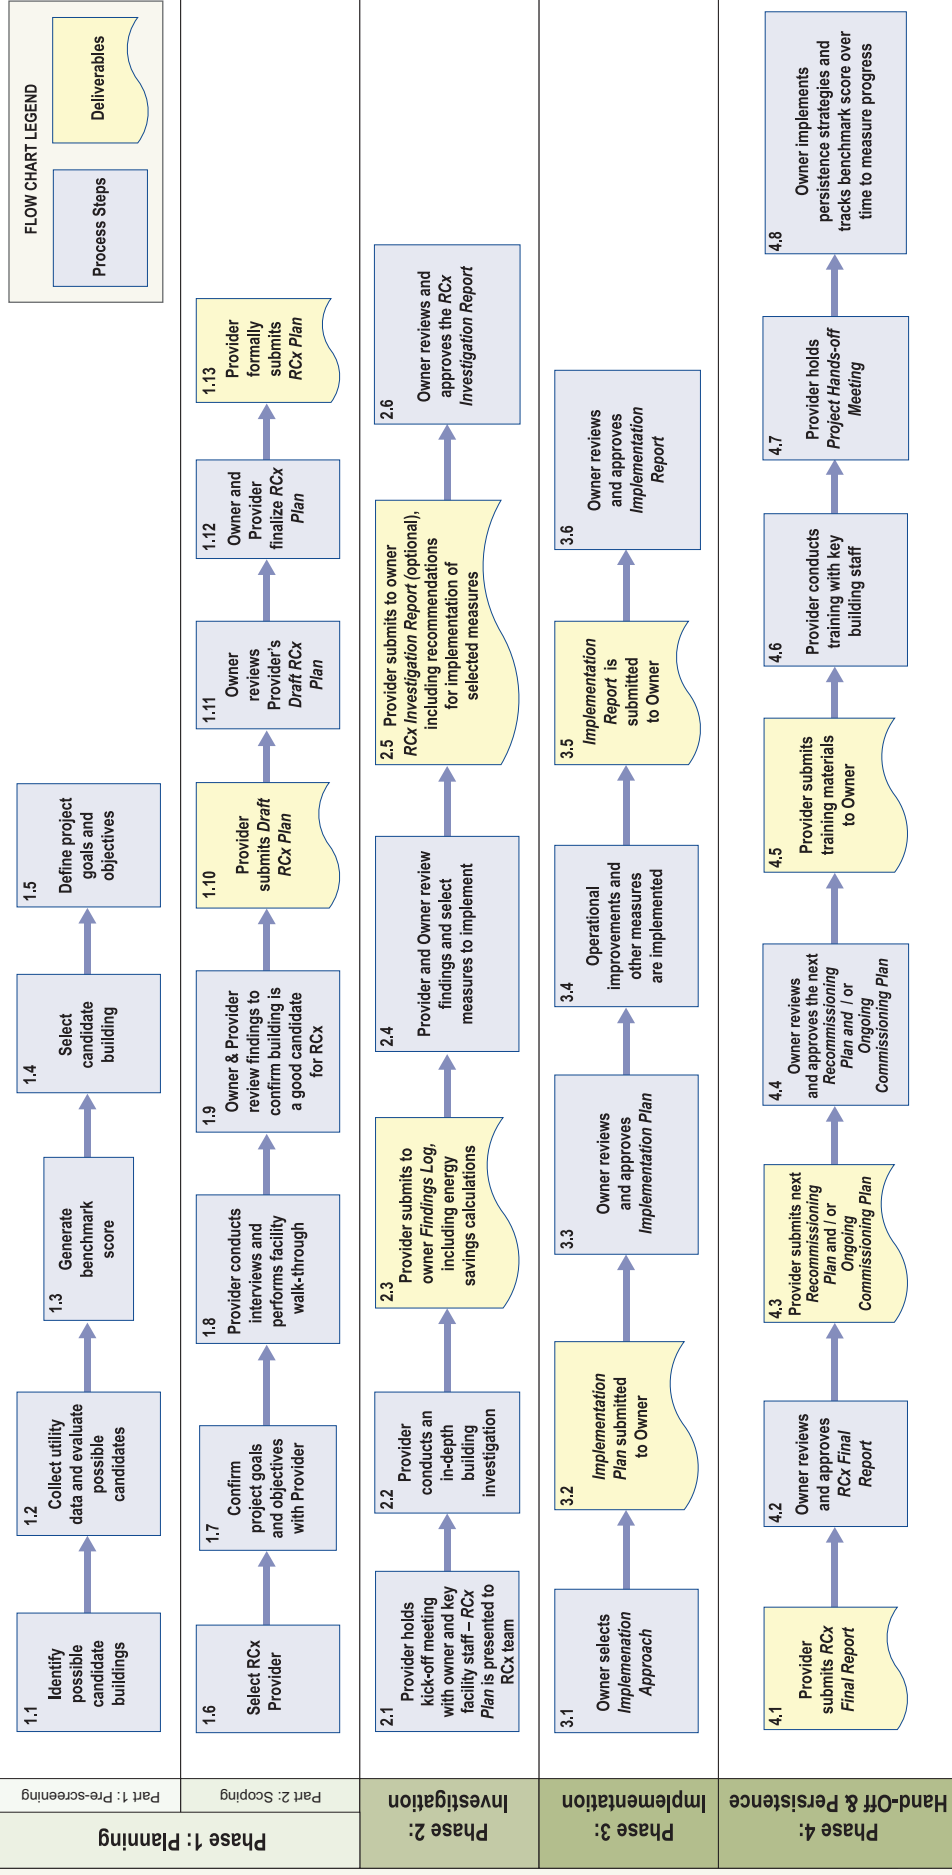 FLOW CHART LEGEND
Process Steps
Deliverables
Phase 1: Planning
Part 1: Pre-screening
1.1
Identify
possible
candidate
buildings
1.2
Collect utility
data and evaluate
possible
candidates
1.3
Generate
benchmark
score
1.4
Select
candidate
building
1.5
Define project
goals and
objectives
Part 2: Scoping
1.6
Select RCx
Provider
1.7
Confirm
project goals
and objectives
with Provider
1.8
Provider conducts
interviews and
performs facility
walk-through
1.9
Owner & Provider
review findings to
confirm building is
a good candidate
for RCx
1.10
Provider
submits Draft
RCx Plan
1.11
Owner
reviews
Provider's
Draft RCx
Plan
1.12
Owner and
Provider
finalize RCx
Plan
1.13
Provider
formally
submits
RCx Plan
Phase 2:
Investigation
2.1
Provider holds
kick-off meeting
with owner and key
facility staff – RCx
Plan is presented to
RCx team
2.2
Provider
conducts an
in-depth
building
investigation
2.3
Provider submits to
owner Findings Log,
including energy
savings calculations
2.4
Provider and Owner review
findings and select
measures to implement
2.5
Provider submits to owner
RCx Investigation Report (optional),
including recommendations
for implementation of
selected measures
2.6
Owner reviews and
approves the RCx
Investigation Report
Phase 3:
Implementation
3.1
Owner selects
Implemenation
Approach
3.2
Implementation
Plan submitted
to Owner
3.3
Owner reviews
and approves
Implementation Plan
3.4
Operational
improvements and
other measures
are implemented
3.5
Implementation
Report is
submitted
to Owner
3.6
Owner reviews
and approves
Implementation
Report
Phase 4:
Hand-Off & Persistence
4.1
Provider
submits RCx
Final Report
4.2
Owner reviews
and approves
RCx Final
Report
4.3
Provider submits next
Recommissioning
Plan and / or
Ongoing
Commissioning Plan
4.4
Owner reviews
and approves the next
Recommissioning
Plan and / or
Ongoing
Commissioning Plan
4.5
Provider submits
training materials
to Owner
4.6
Provider conducts
training with key
building staff
4.7
Provider holds
Project Hands-off
Meeting
4.8
Owner implements
persistence strategies and
tracks benchmark score over
time to measure progress